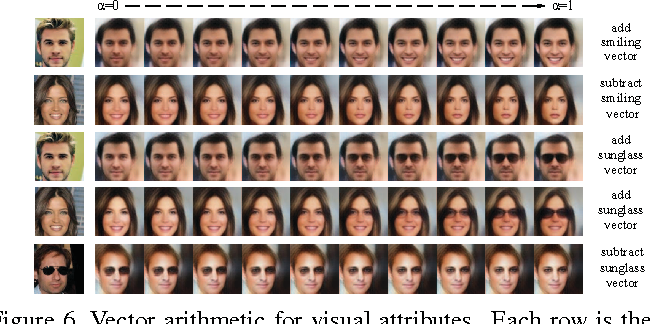 α=0
α=1
add
smiling
vector
subtract
smiling
vector
add
sunglass
vector
add
sunglass
vector
subtract
sunglass
vector
Figure 6. Vector arithmetic for visual attributes. Each row is the